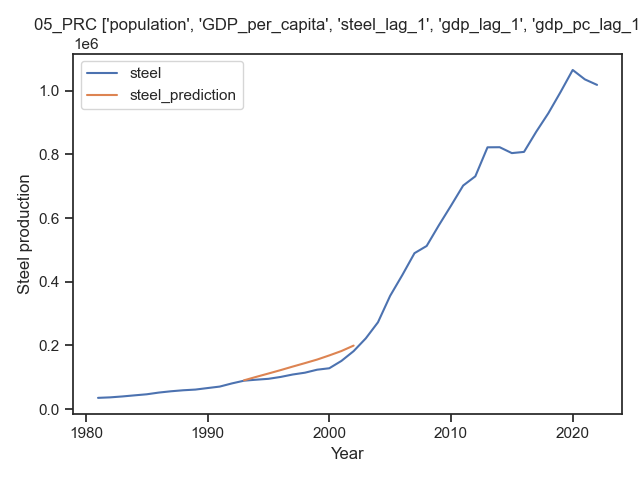 05_PRC ['population', 'GDP_per_capita', 'steel_lag_1', 'gdp_lag_1', 'gdp_pc_lag_1
1e6
steel
steel_prediction
1.0
0.8
0.6
0.4
0.2
0.0
Steel production
1980 1990 2000 2010 2020
Year